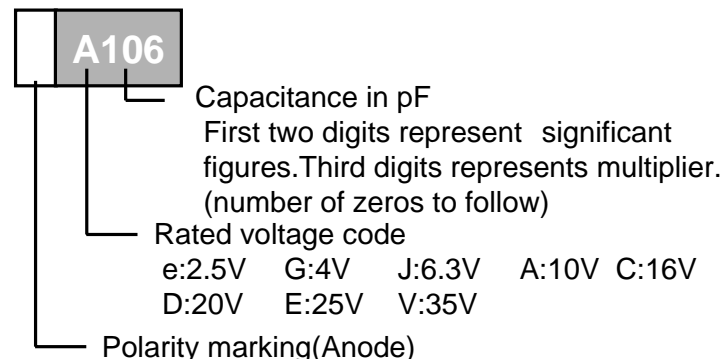 A106
Capacitance in pF
First two digits represent significant
figures.Third digits represents multiplier.
(number of zeros to follow)
Rated voltage code
e:2.5V G:4V J:6.3V A:10V C:16V
D:20V E:25V V:35V
Polarity marking(Anode)